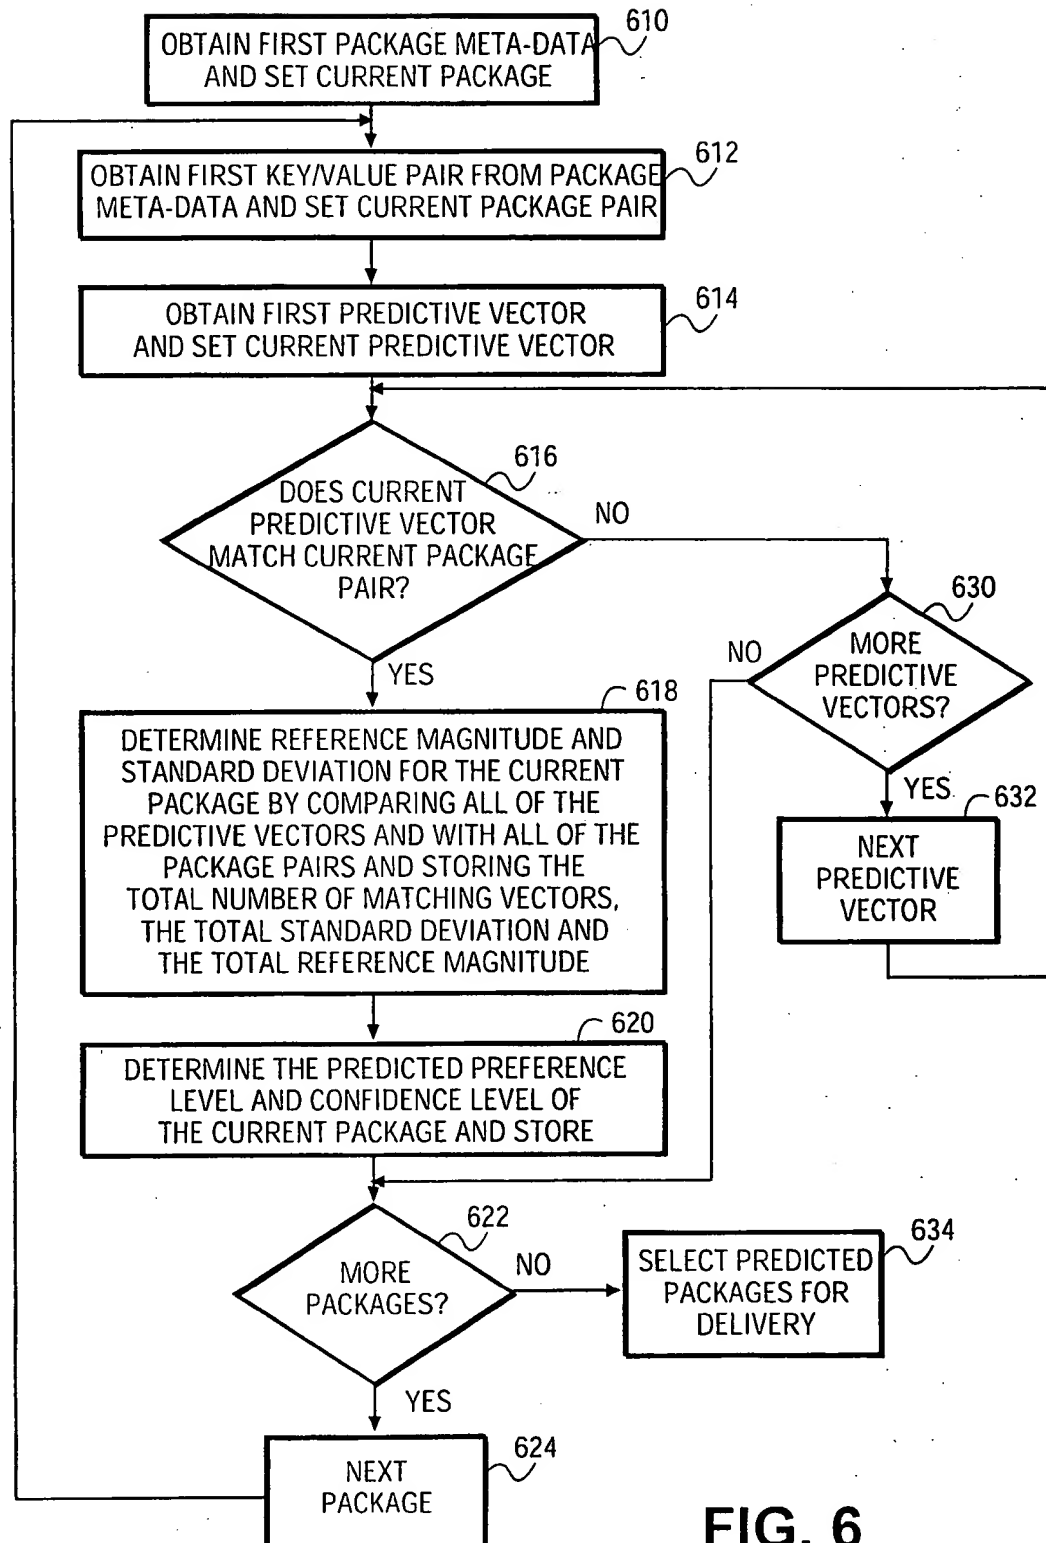 610
OBTAIN FIRST PACKAGE META-DATA
AND SET CURRENT PACKAGE
612
OBTAIN FIRST KEY/VALUE PAIR FROM PACKAGE
META-DATA AND SET CURRENT PACKAGE PAIR
614
OBTAIN FIRST PREDICTIVE VECTOR
AND SET CURRENT PREDICTIVE VECTOR
616
DOES CURRENT
PREDICTIVE VECTOR
MATCH CURRENT PACKAGE
PAIR?
NO
YES
630
MORE
PREDICTIVE
VECTORS?
NO
YES
632
NEXT
PREDICTIVE
VECTOR
618
DETERMINE REFERENCE MAGNITUDE AND
STANDARD DEVIATION FOR THE CURRENT
PACKAGE BY COMPARING ALL OF THE
PREDICTIVE VECTORS AND WITH ALL OF THE
PACKAGE PAIRS AND STORING THE
TOTAL NUMBER OF MATCHING VECTORS,
THE TOTAL STANDARD DEVIATION AND
THE TOTAL REFERENCE MAGNITUDE
620
DETERMINE THE PREDICTED PREFERENCE
LEVEL AND CONFIDENCE LEVEL OF
THE CURRENT PACKAGE AND STORE
622
MORE
PACKAGES?
NO
634
SELECT PREDICTED
PACKAGES FOR
DELIVERY
YES
624
NEXT
PACKAGE
FIG. 6